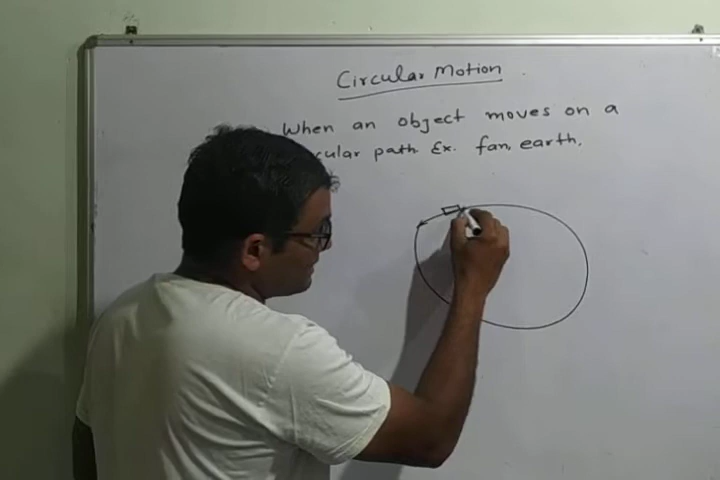 Circular Motion
When an object moves on a
cular path Ex. fan, earth.